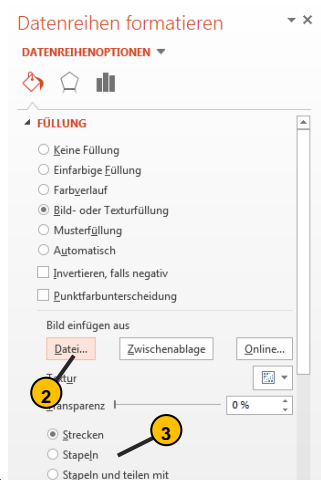 Datenreihen formatieren
DATENREIHENOPTIONEN
FÜLLUNG
Keine Füllung
Einfarbige Füllung
Farbverlauf
Bild- oder Texturfüllung
Musterfüllung
Automatisch
Invertieren, falls negativ
Punktfarbunterscheidung
Bild einfügen aus
Datei... Zwischenablage Online...
Textur
2
Transparenz 0 %
3
Strecken
Stapeln
Stapeln und teilen mit